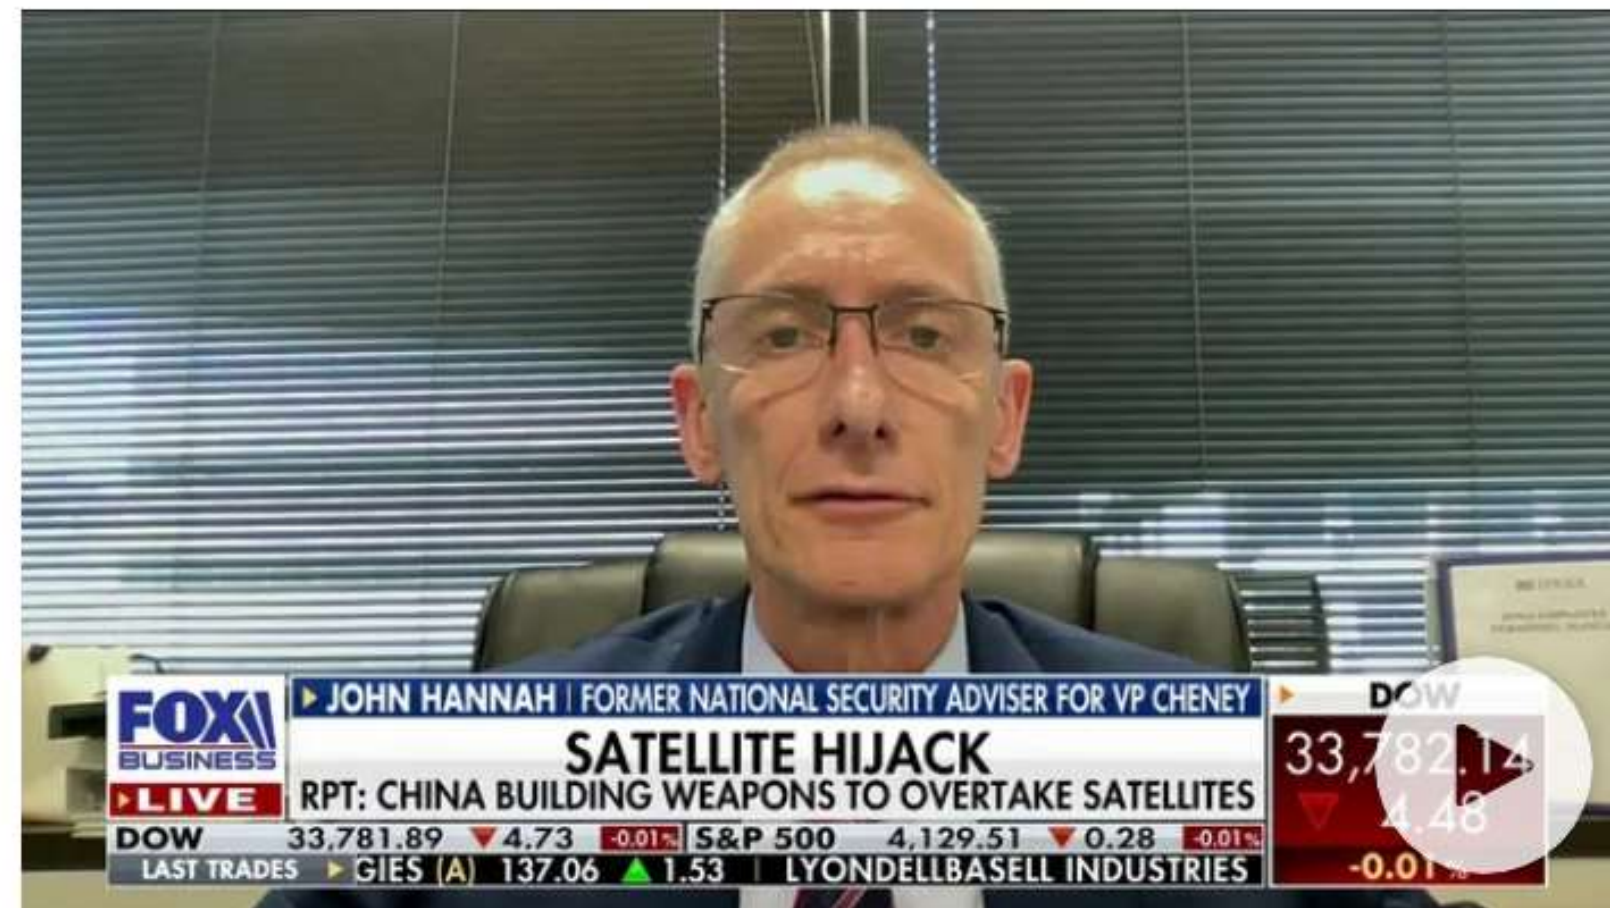 FOX
BUSINESS
LIVE
JOHN HANNAH | FORMER NATIONAL SECURITY ADVISER FOR VP CHENEY
SATELLITE HIJACK
RPT: CHINA BUILDING WEAPONS TO OVERTAKE SATELLITES
DOW
33,782.14
4.48
-0.01%
DOW 33,781.89 ▼4.73 -0.01% S&P 500 4,129.51 ▼0.28 -0.01%
LAST TRADES GIES (A) 137.06 ▲1.53 | LYONDELLBASELL INDUSTRIES